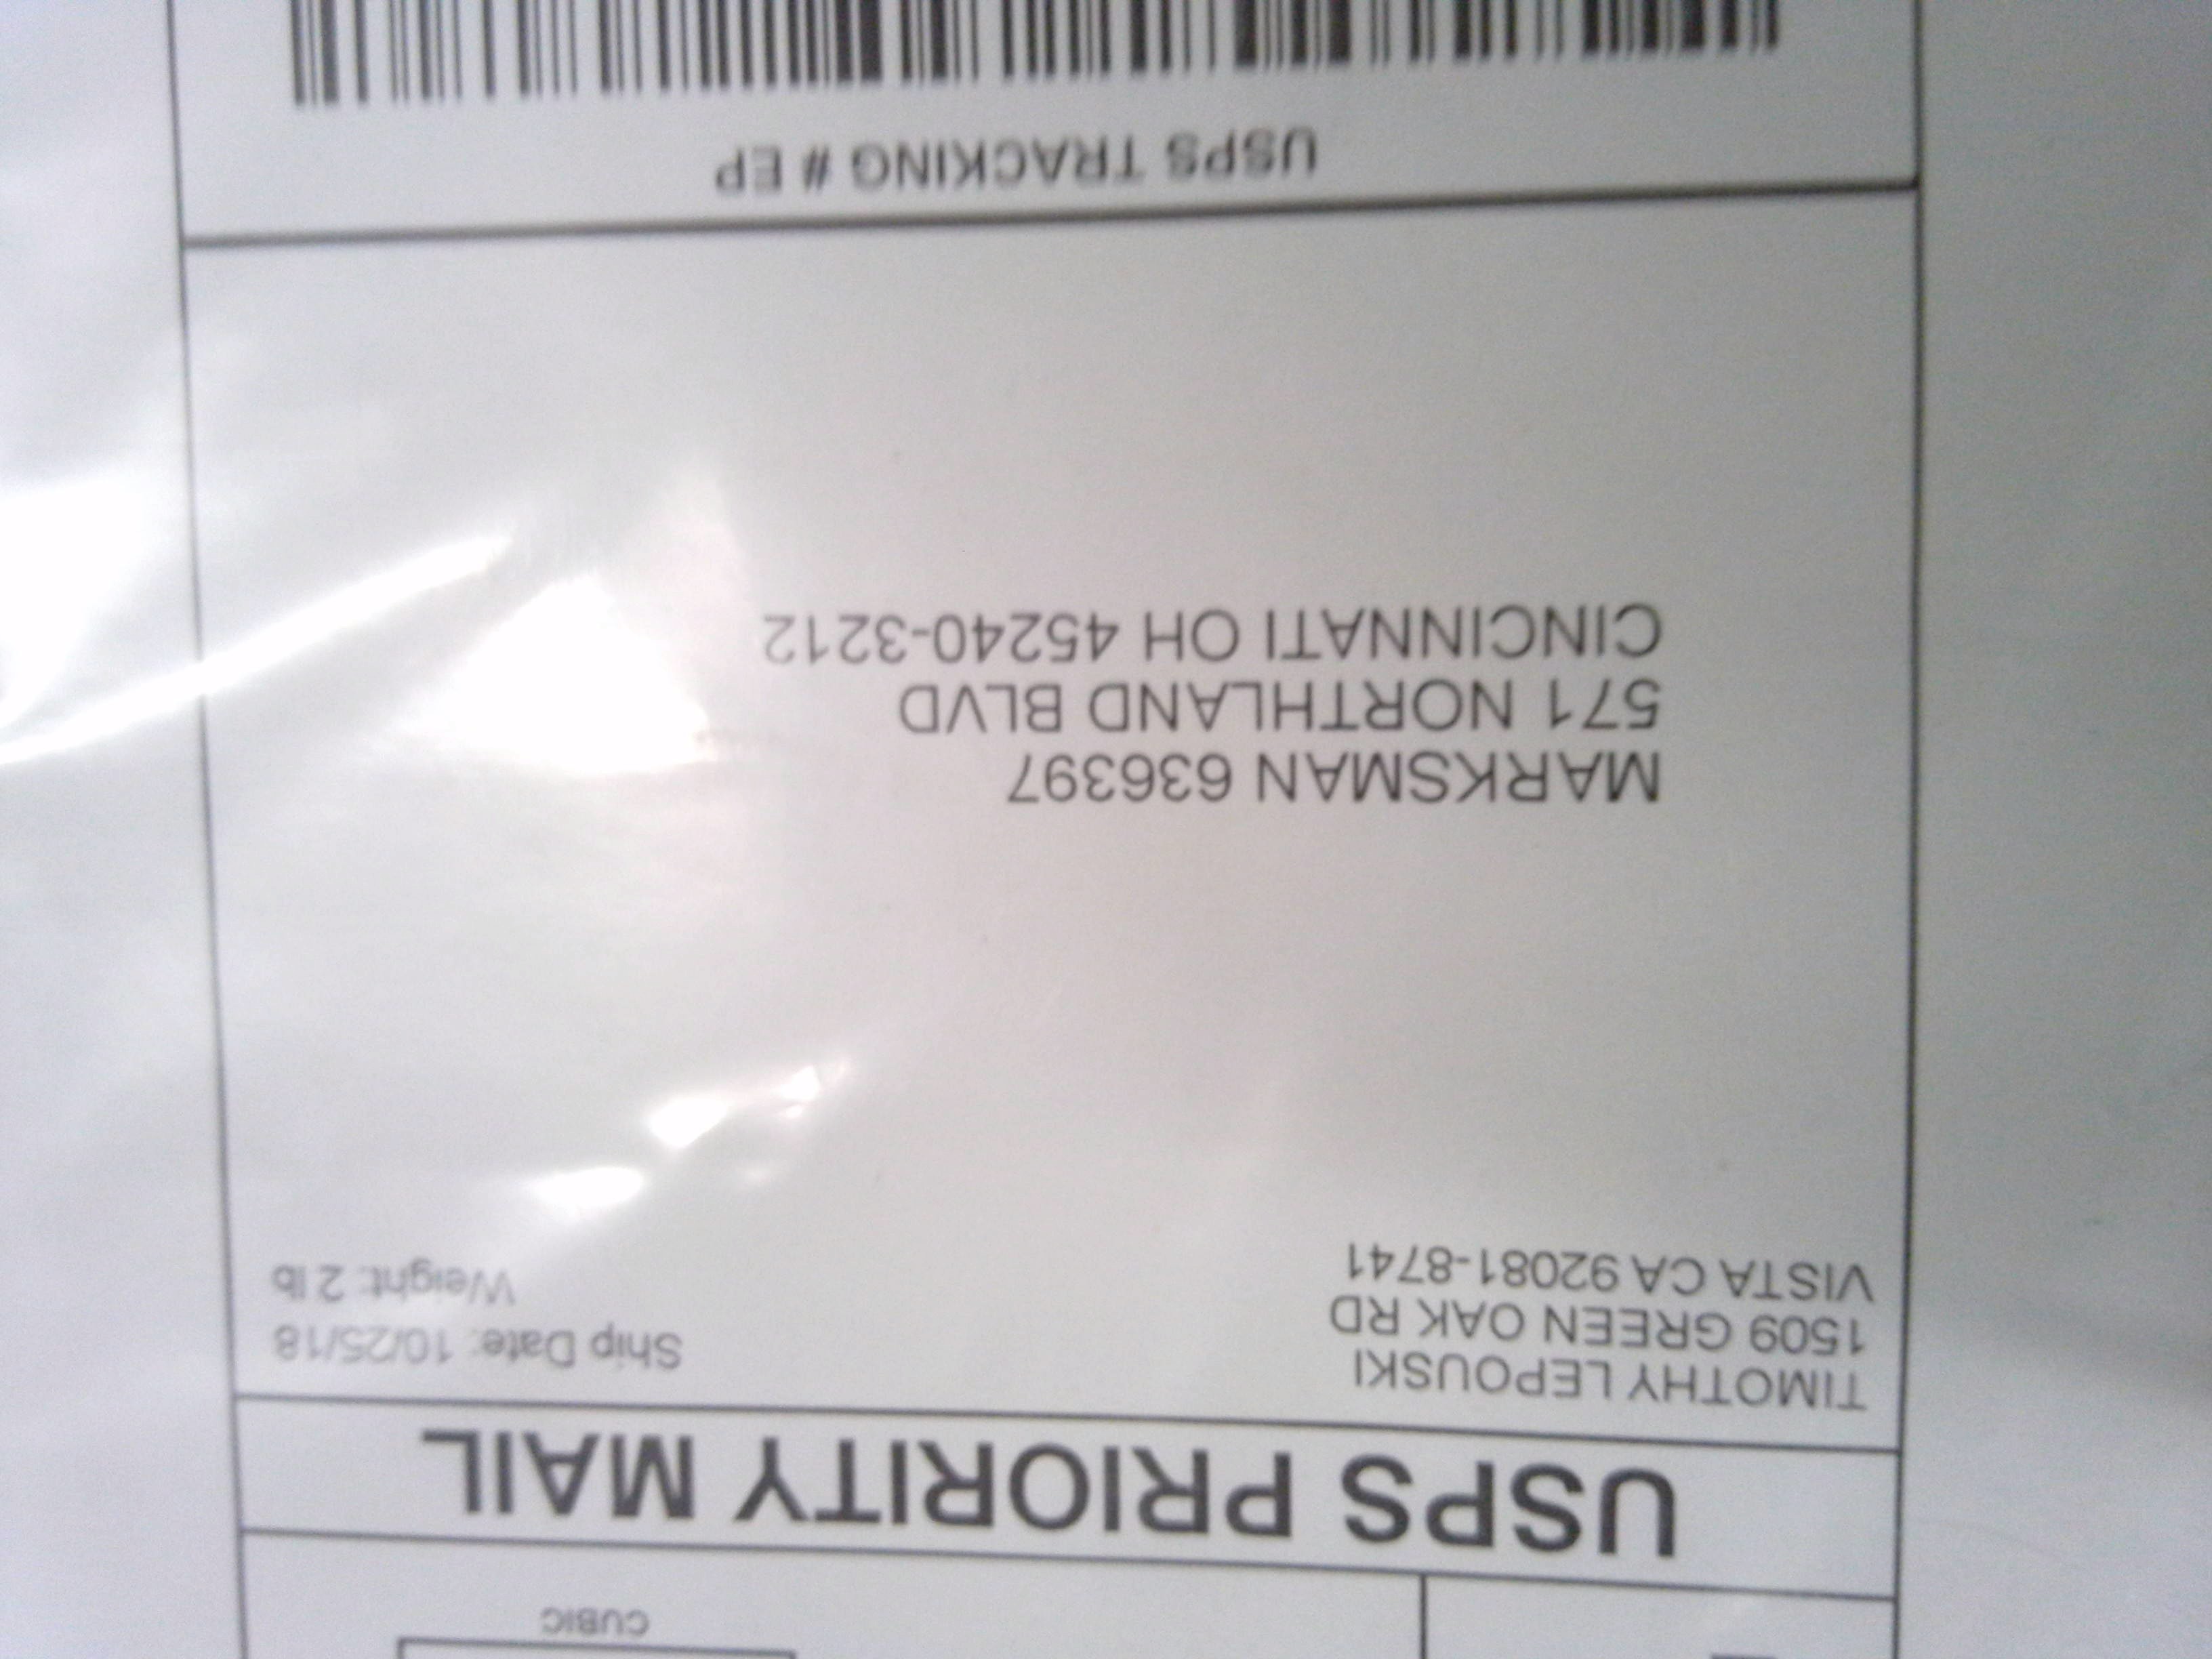 CUBIC
USPS PRIORITY MAIL
TIMOTHY LEPOUSKI
1509 GREEN OAK RD
VISTA CA 92081-8741
Ship Date: 10/25/18
Weight: 2 lb
MARKSMAN 636397
571 NORTHLAND BLVD
CINCINNATI OH 45240-3212
USPS TRACKING # EP